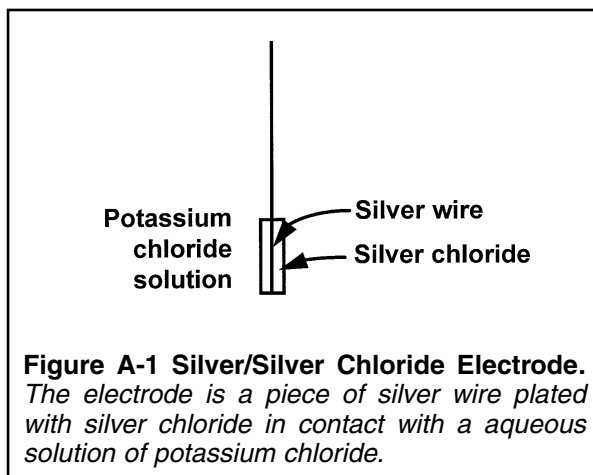 Potassium
chloride
solution
Silver wire
Silver chloride
Figure A-1 Silver/Silver Chloride Electrode.
The electrode is a piece of silver wire plated
with silver chloride in contact with a aqueous
solution of potassium chloride.